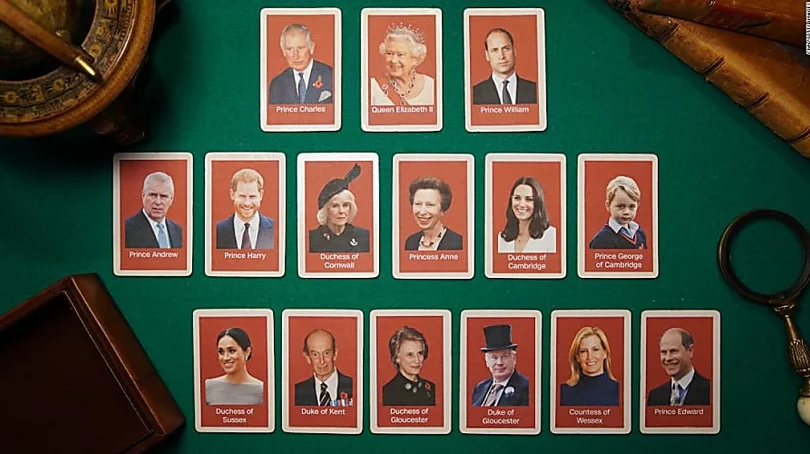 Prince Charles
Queen Elizabeth II
Prince William
Prince Andrew
Prince Harry
Duchess of
Cornwall
Princess Anne
Duchess of
Cambridge
Prince George
of Cambridge
Duchess of
Sussex
Duke of Kent
Duchess of
Gloucester
Duke of
Gloucester
Countess of
Wessex
Prince Edward